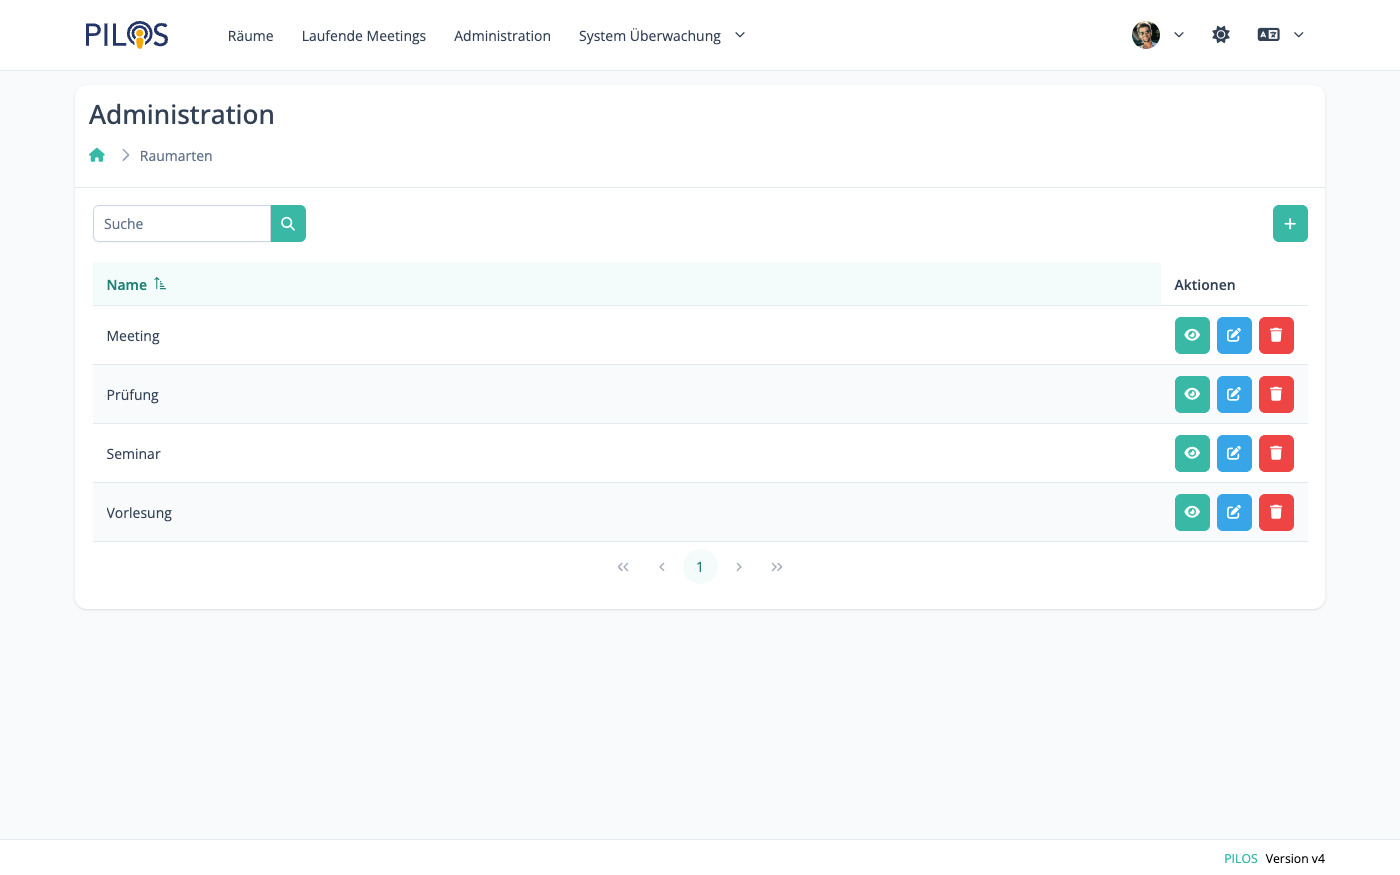 PILOS
Räume Laufende Meetings Administration System Überwachung
Administration
Raumarten
Suche
Name Aktionen
Meeting
Prüfung
Seminar
Vorlesung
1
PILOS Version v4